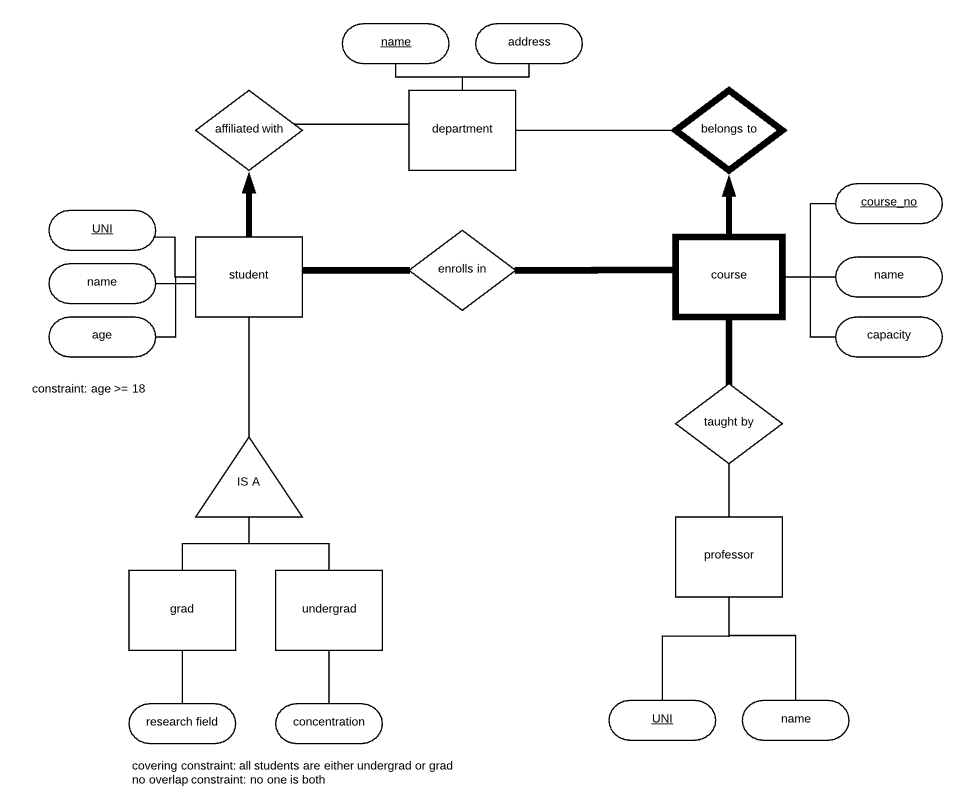 name
address
affiliated with
department
belongs to
UNI
course_no
student
enrolls in
course
name
name
age
capacity
constraint: age >= 18
taught by
IS A
professor
grad
undergrad
research field
concentration
UNI
name
covering constraint: all students are either undergrad or grad
no overlap constraint: no one is both